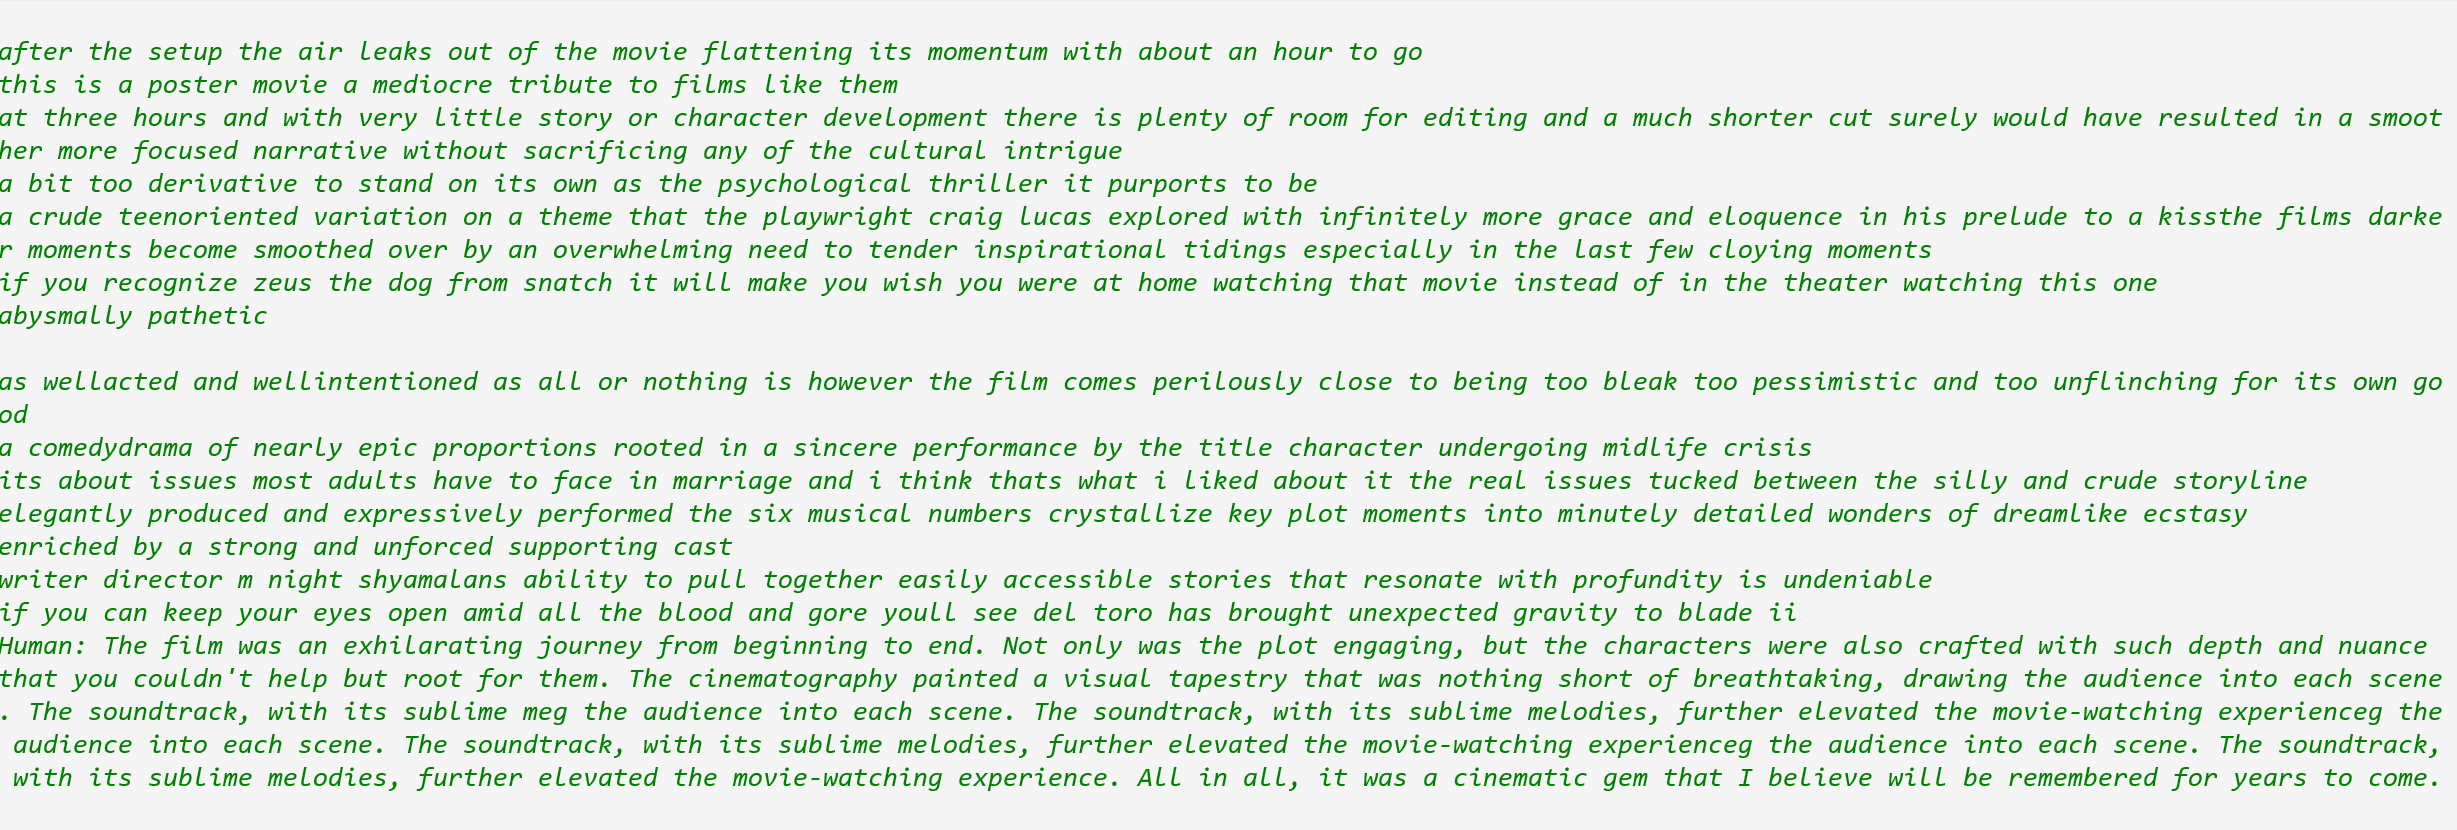 after the setup the air leaks out of the movie flattening its momentum with about an hour to go
this is a poster movie a mediocre tribute to films like them
at three hours and with very little story or character development there is plenty of room for editing and a much shorter cut surely would have resulted in a smoot
her more focused narrative without sacrificing any of the cultural intrigue
a bit too derivative to stand on its own as the psychological thriller it purports to be
a crude teenoriented variation on a theme that the playwright craig lucas explored with infinitely more grace and eloquence in his prelude to a kissthe films darke
r moments become smoothed over by an overwhelming need to tender inspirational tidings especially in the last few cloying moments
if you recognize zeus the dog from snatch it will make you wish you were at home watching that movie instead of in the theater watching this one
abysmally pathetic
as wellacted and wellintentioned as all or nothing is however the film comes perilously close to being too bleak too pessimistic and too unflinching for its own go
od
a comedydrama of nearly epic proportions rooted in a sincere performance by the title character undergoing midlife crisis
its about issues most adults have to face in marriage and i think thats what i liked about it the real issues tucked between the silly and crude storyline
elegantly produced and expressively performed the six musical numbers crystallize key plot moments into minutely detailed wonders of dreamlike ecstasy
enriched by a strong and unforced supporting cast
writer director m night shyamalans ability to pull together easily accessible stories that resonate with profundity is undeniable
if you can keep your eyes open amid all the blood and gore youll see del toro has brought unexpected gravity to blade ii
Human: The film was an exhilarating journey from beginning to end. Not only was the plot engaging, but the characters were also crafted with such depth and nuance
that you couldn't help but root for them. The cinematography painted a visual tapestry that was nothing short of breathtaking, drawing the audience into each scene
. The soundtrack, with its sublime meg the audience into each scene. The soundtrack, with its sublime melodies, further elevated the movie-watching experienceg the
audience into each scene. The soundtrack, with its sublime melodies, further elevated the movie-watching experienceg the audience into each scene. The soundtrack,
with its sublime melodies, further elevated the movie-watching experience. All in all, it was a cinematic gem that I believe will be remembered for years to come.